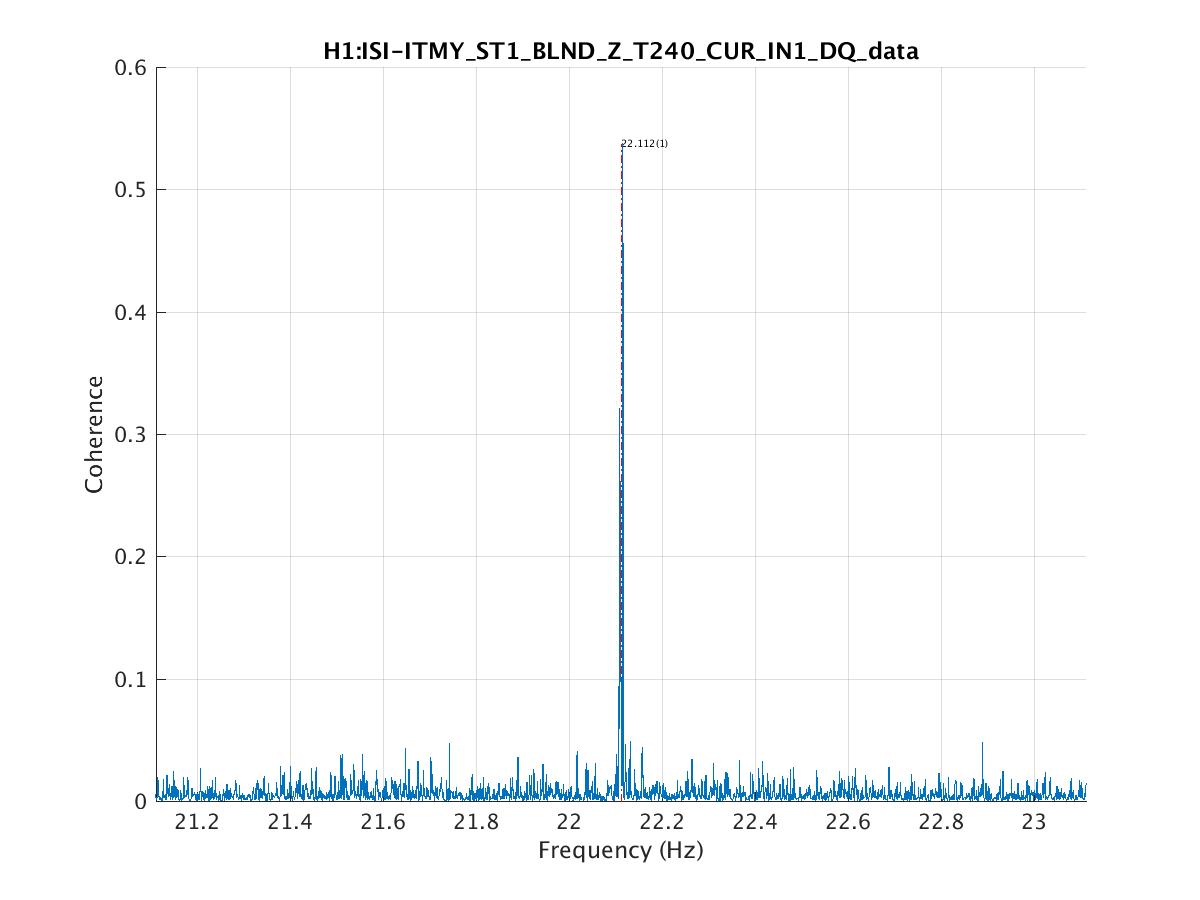 H1:ISI-ITMY_ST1_BLND_Z_T240_CUR_IN1_DQ_data
0.6
22.112(1)
0.5
0.4
0.3
0.2
0.1
0
Coherence
21.2 21.4 21.6 21.8 22 22.2 22.4 22.6 22.8 23
Frequency (Hz)